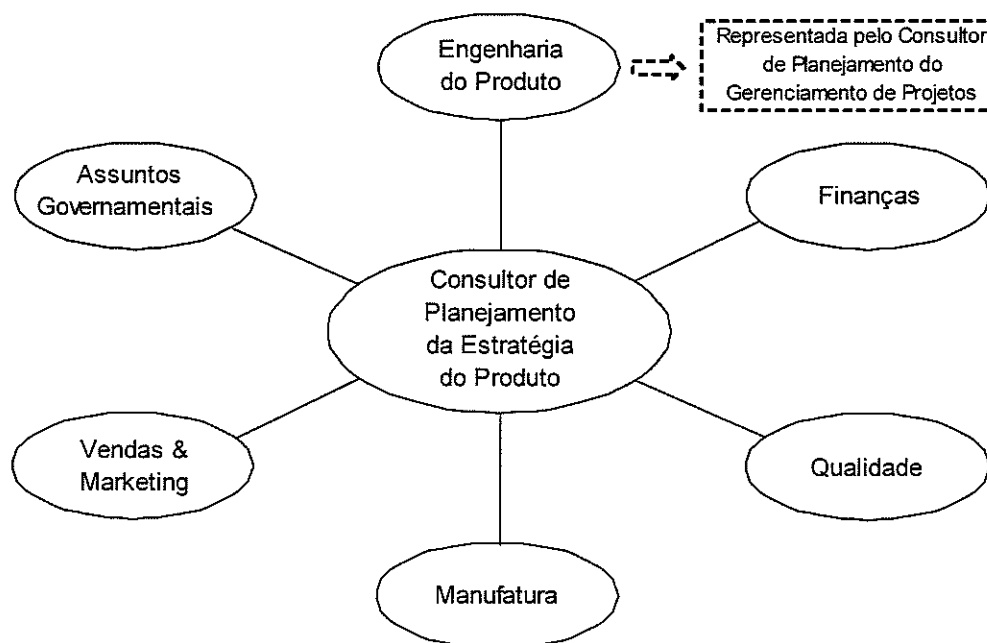 Engenharia
do Produto
Representada pelo Consultor
de Planejamento do
Gerenciamento de Projetos
Assuntos
Governamentais
Finanças
Consultor de
Planejamento
da Estratégia
do Produto
Vendas &
Marketing
Qualidade
Manufatura